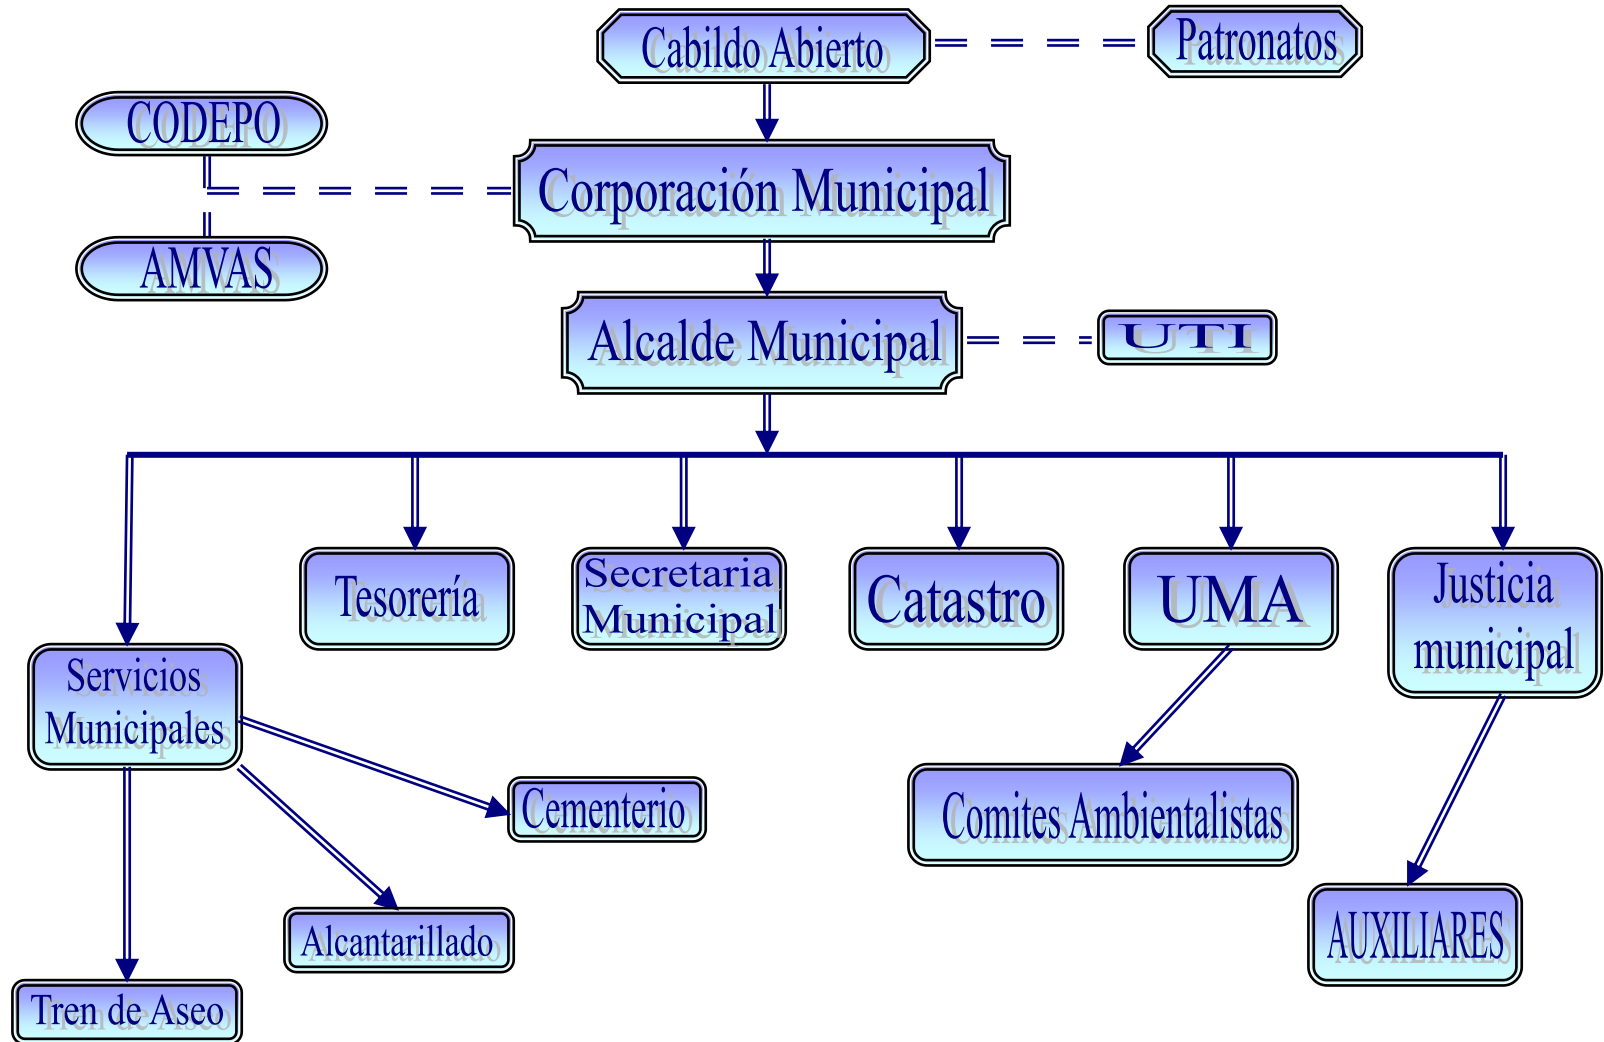 Cabildo Abierto
Patronatos
CODEPO
Corporación Municipal
AMVAS
Alcalde Municipal
UTI
Tesorería
Secretaria
Municipal
Catastro
UMA
Justicia
municipal
Servicios
Municipales
Cementerio
Comites Ambientalistas
Alcantarillado
AUXILIARES
Tren de Aseo